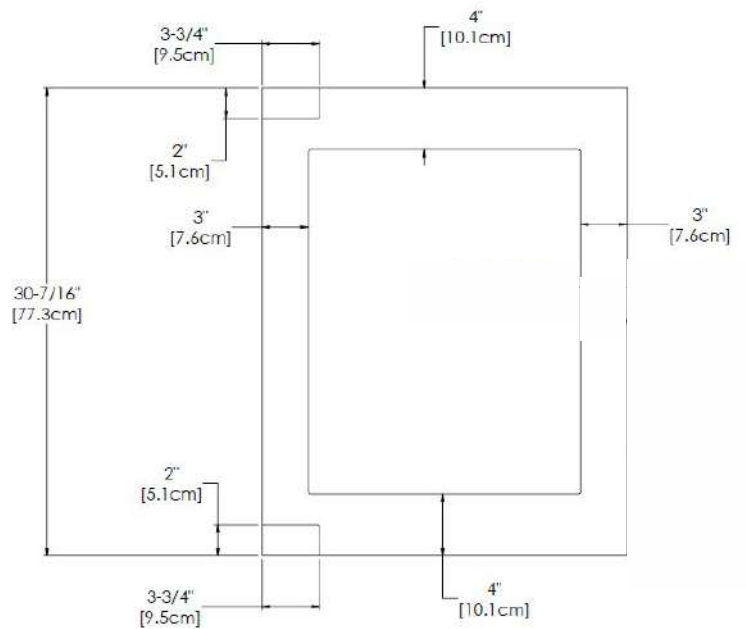 4"
[10.1cm]
3-3/4"
[9.5cm]
2"
[5.1cm]
3"
[7.6cm]
3"
[7.6cm]
30-7/16"
[77.3cm]
2"
[5.1cm]
3-3/4"
[9.5cm]
4"
[10.1cm]